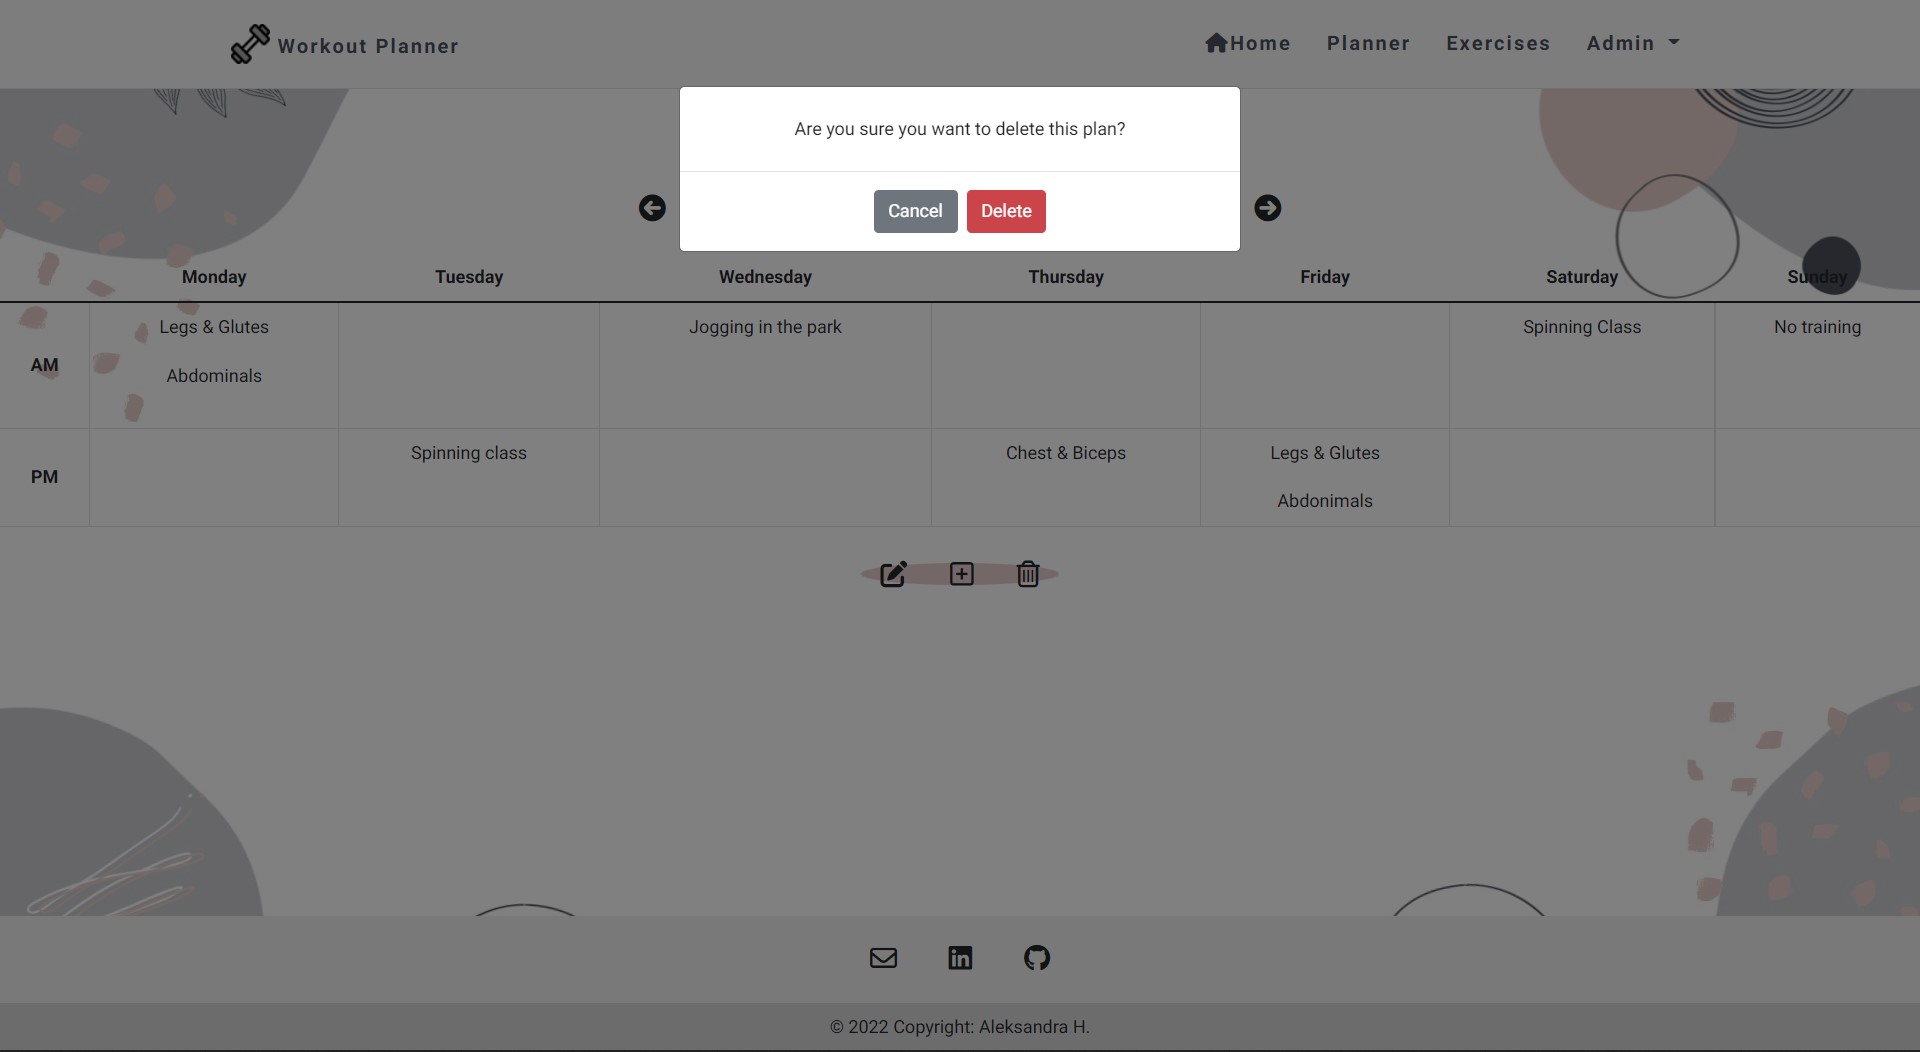 Workout Planner
Home Planner Exercises Admin
Are you sure you want to delete this plan?
Cancel Delete
Monday Tuesday Wednesday Thursday Friday Saturday Sunday
Legs & Glutes Jogging in the park Spinning Class No training
AM
Abdominals
Spinning class Chest & Biceps Legs & Glutes
PM
Abdonimals
© 2022 Copyright: Aleksandra H.